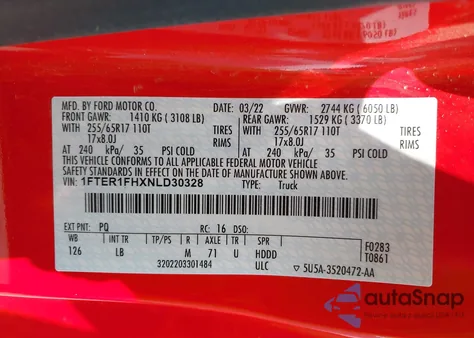 MFD. BY FORD MOTOR CO.
03/22 GVWR: 2744 KG ( 6050 LB)
FRONT GAWR: 1410 KG ( 3108 LB) REAR GAWR: 1529 KG ( 3370 LB)
WITH 255/65R17 110T TIRES WITH 255/65R17 110T TIRES
17x8.0J RIMS 17x8.0J RIMS
AT 240 kPa/ 35 PSI COLD AT 240 kPa/ 35 PSI COLD
THIS VEHICLE CONFORMS TO ALL APPLICABLE FEDERAL MOTOR VEHICLE
SAFETY STANDARDS IN EFFECT ON THE DATE OF MANUFACTURE SHOWN ABOVE.
VIN: 1FTER1FHXNLD30328 TYPE: Truck
EXT PNT: PQ RC: 16 DSO:
WB INT TR TP/PS R AXLE TR SPR F0283
126 LB M 71 U HDDD T0861
3202203301484 ULC 5U5A-3S20472-AA
autoSnap